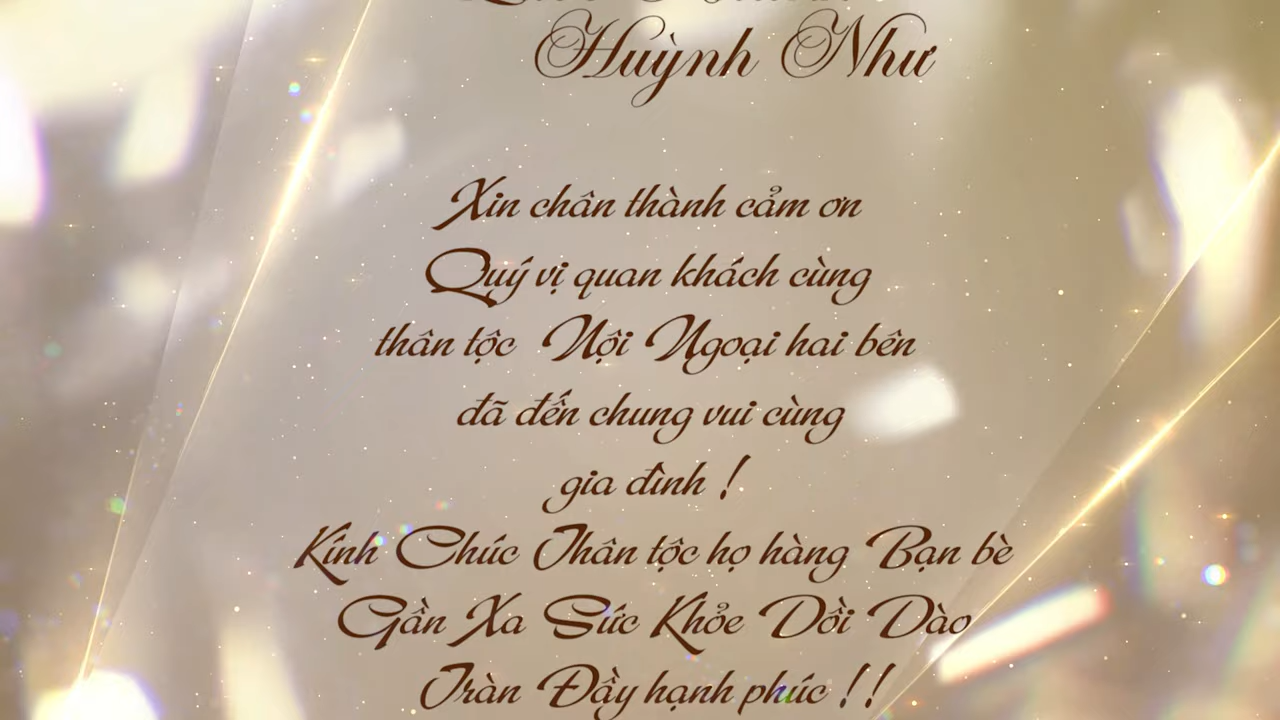 Huỳnh Như
Xin chân thành cảm ơn
Quý vị quan khách cùng
thân tộc Nội Ngoại hai bên
đã đến chung vui cùng
gia đình !
Kính Chúc Thân tộc họ hàng Bạn bè
Gần Xa Sức Khỏe Dồi Dào
Tràn Đầy hạnh phúc ! !